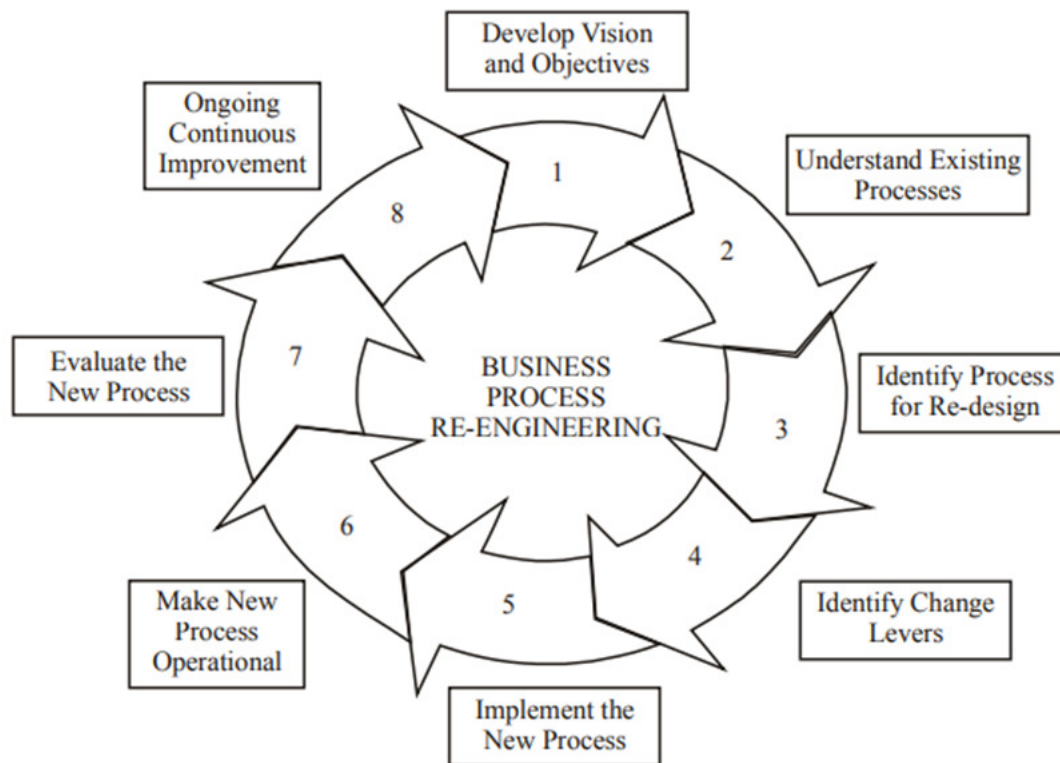 Develop Vision
and Objectives
1
Understand Existing
Processes
2
Identify Process
for Re-design
3
Identify Change
Levers
4
Implement the
New Process
5
Make New
Process
Operational
6
Evaluate the
New Process
7
Ongoing
Continuous
Improvement
8
BUSINESS
PROCESS
RE-ENGINEERING